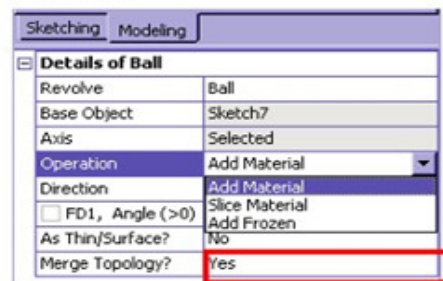 Sketching Modeling
Details of Ball
Revolve Ball
Base Object Sketch7
Axis Selected
Operation Add Material
Direction Add Material
Slice Material
FD1, Angle (>0) Add Frozen
As Thin/Surface? No
Merge Topology? Yes